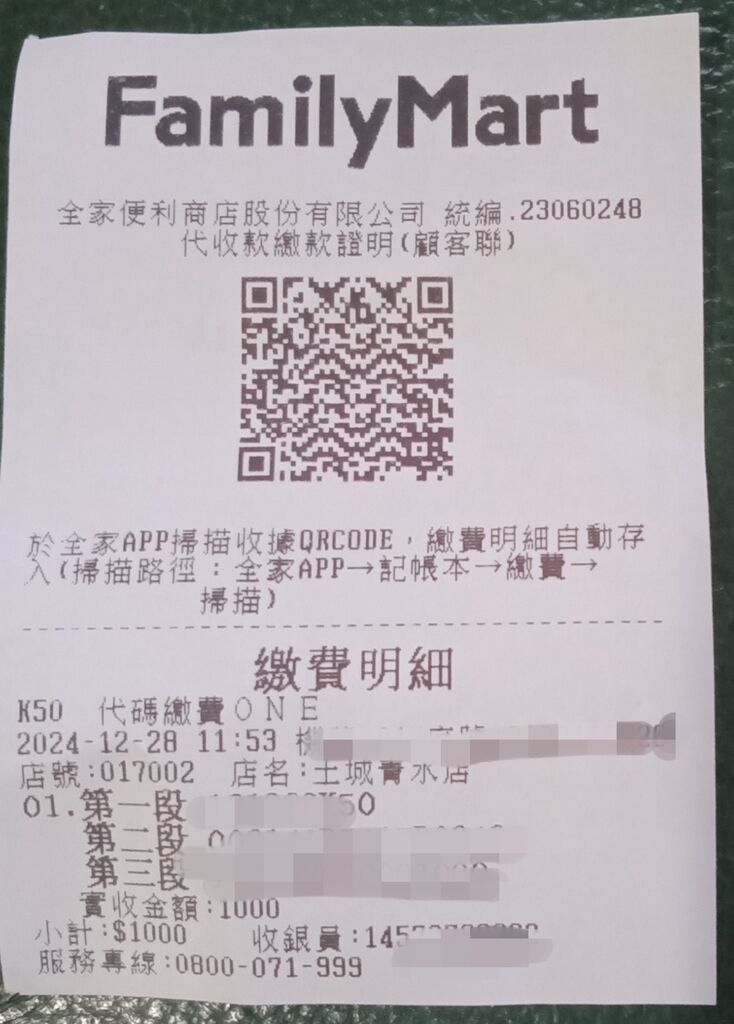 FamilyMart
全家便利商店股份有限公司 統編.23060248
代收款繳款證明(顧客聯)
於全家APP掃描收據QRCODE，繳費明細自動存
入(掃描路徑：全家APP→記帳本→繳費→
掃描)
繳費明細
K50 代碼繳費ONE
2024-12-28 11:53
店號:017002 店名:土城青水店
01.第一段
第二段
第三段
實收金額:1000
小計:$1000 收銀員:
服務專線:0800-071-999